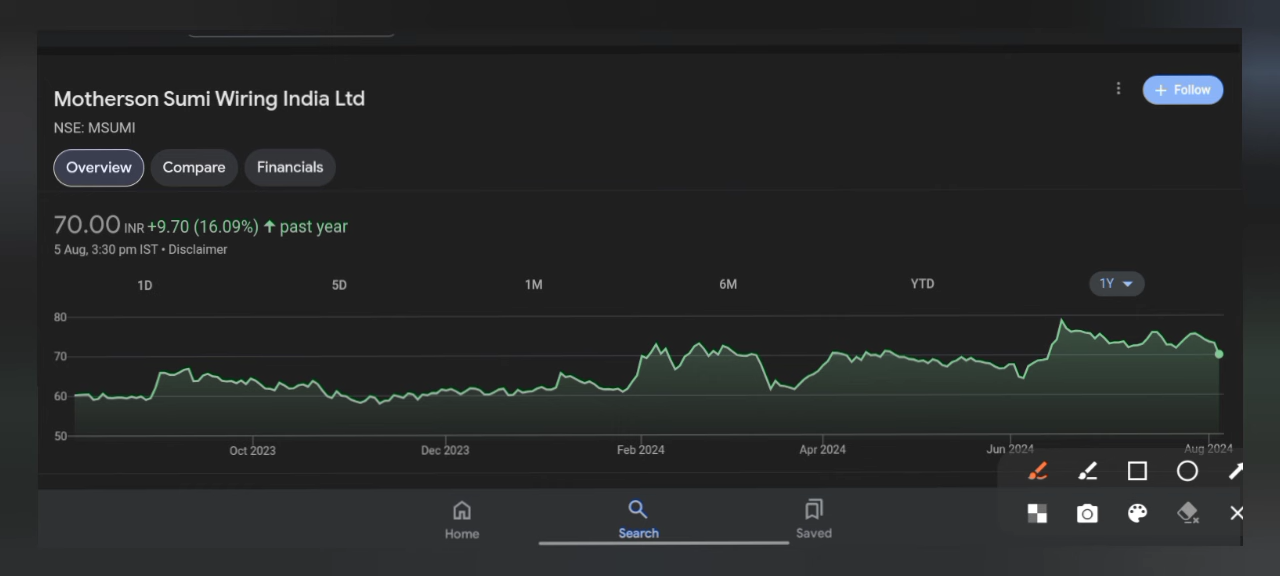 Motherson Sumi Wiring India Ltd
+ Follow
NSE: MSUMI
Overview Compare Financials
70.00 INR +9.70 (16.09%) ↑ past year
5 Aug, 3:30 pm IST • Disclaimer
1D 5D 1M 6M YTD 1Y
80
70
60
50
Oct 2023 Dec 2023 Feb 2024 Apr 2024 Jun 2024 Aug 2024
Home Search Saved